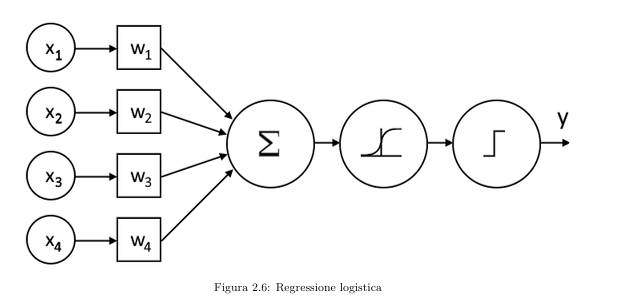 x1 w1
x2 w2
x3 w3
x4 w4
Σ
y
Figura 2.6: Regressione logistica